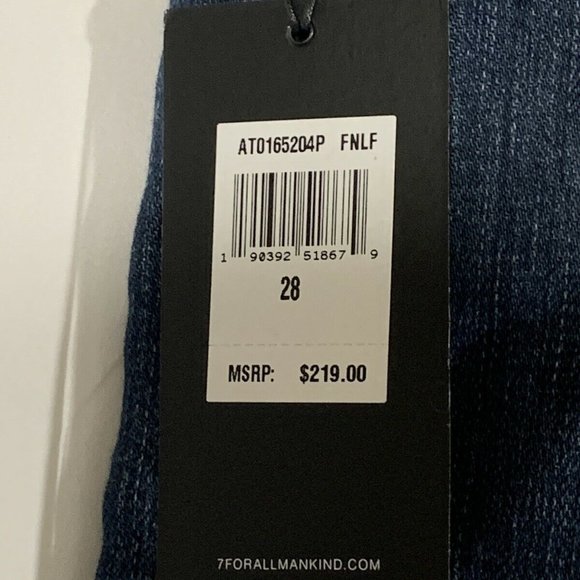 AT0165204P FNLF
1 90392 51867 9
28
MSRP: $219.00
7FORALLMANKIND.COM